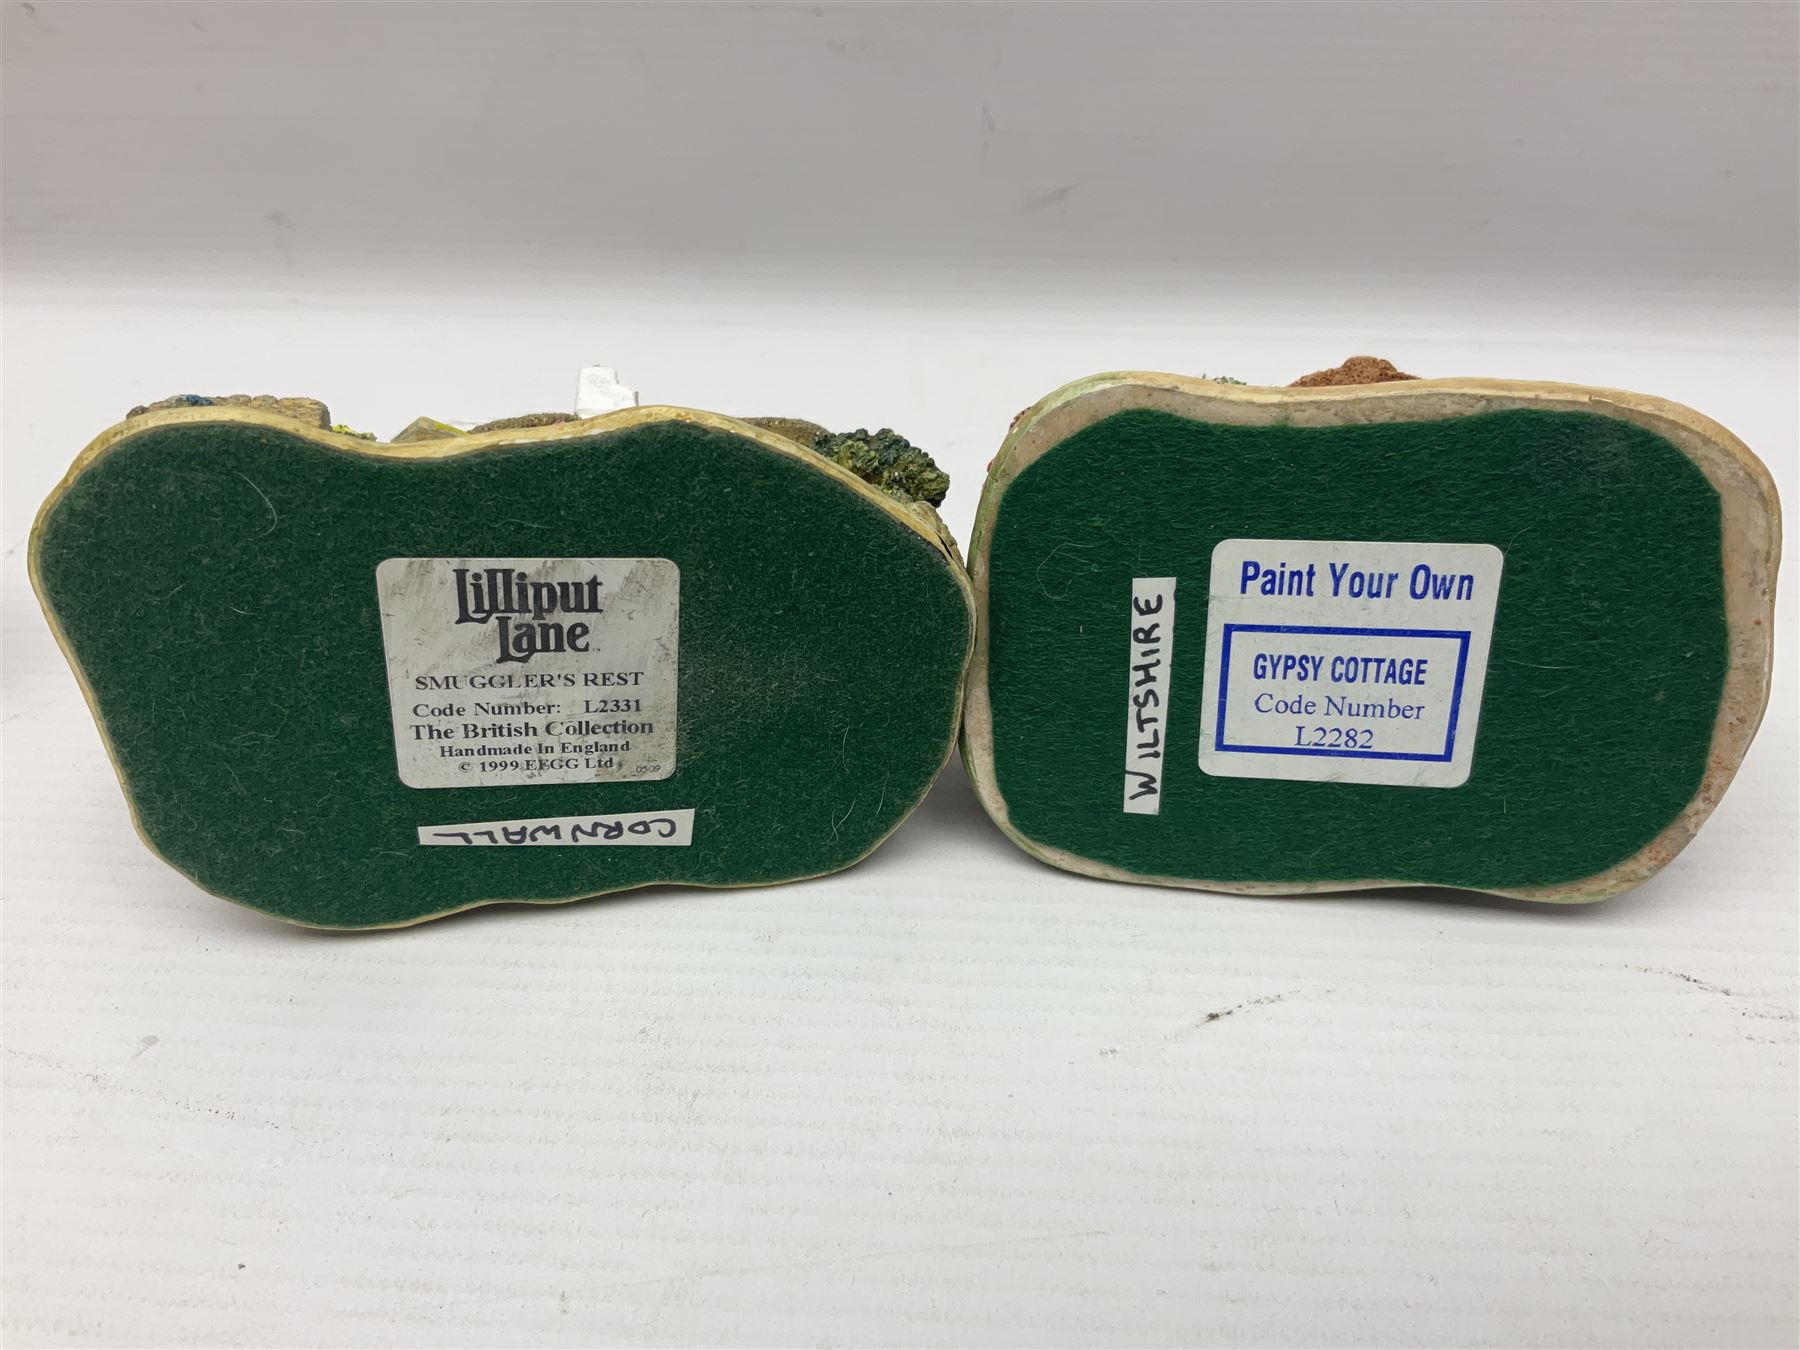 Lilliput
Lane
SMUGGLER'S REST
Code Number: L2331
The British Collection
Handmade In England
© 1999 EEGG Ltd
0509
CORNWALL
WILTSHIRE
Paint Your Own
GYPSY COTTAGE
Code Number
L2282